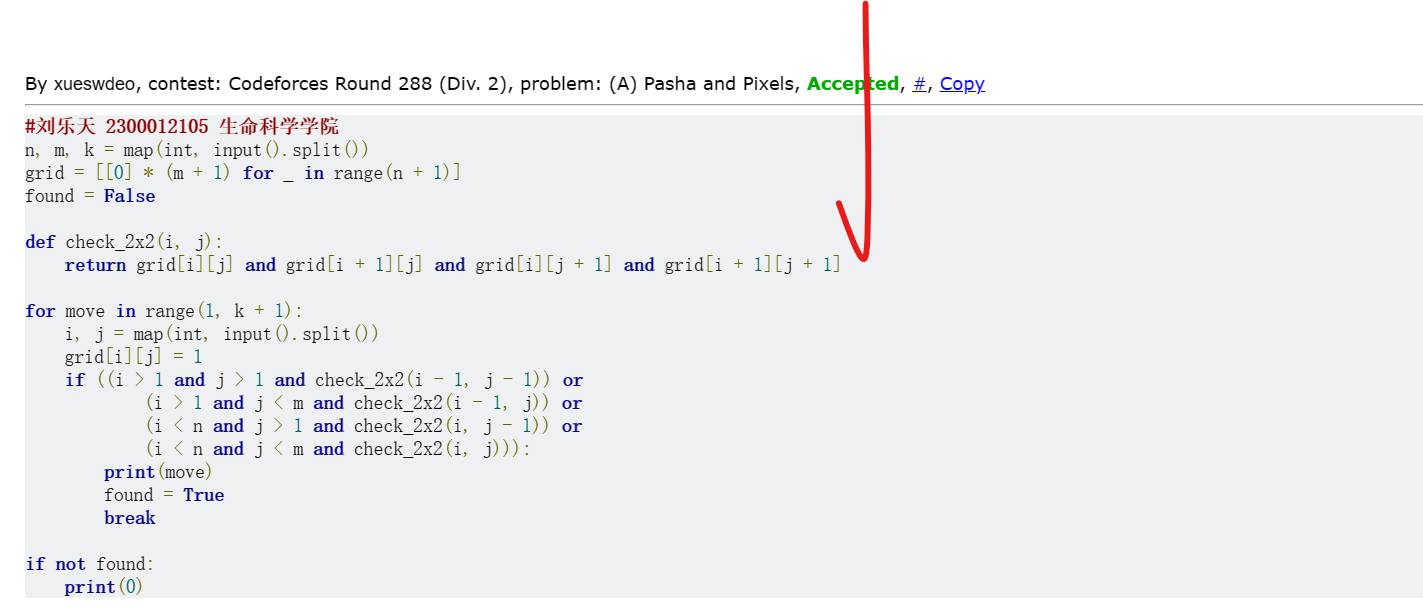 By xueswdeo, contest: Codeforces Round 288 (Div. 2), problem: (A) Pasha and Pixels, Accepted, #, Copy
#刘乐天 2300012105 生命科学学院
n, m, k = map(int, input().split())
grid = [[0] * (m + 1) for _ in range(n + 1)]
found = False
def check_2x2(i, j):
    return grid[i][j] and grid[i + 1][j] and grid[i][j + 1] and grid[i + 1][j + 1]
for move in range(1, k + 1):
    i, j = map(int, input().split())
    grid[i][j] = 1
    if ((i > 1 and j > 1 and check_2x2(i - 1, j - 1)) or
            (i > 1 and j < m and check_2x2(i - 1, j)) or
            (i < n and j > 1 and check_2x2(i, j - 1)) or
            (i < n and j < m and check_2x2(i, j))):
        print(move)
        found = True
        break
if not found:
    print(0)